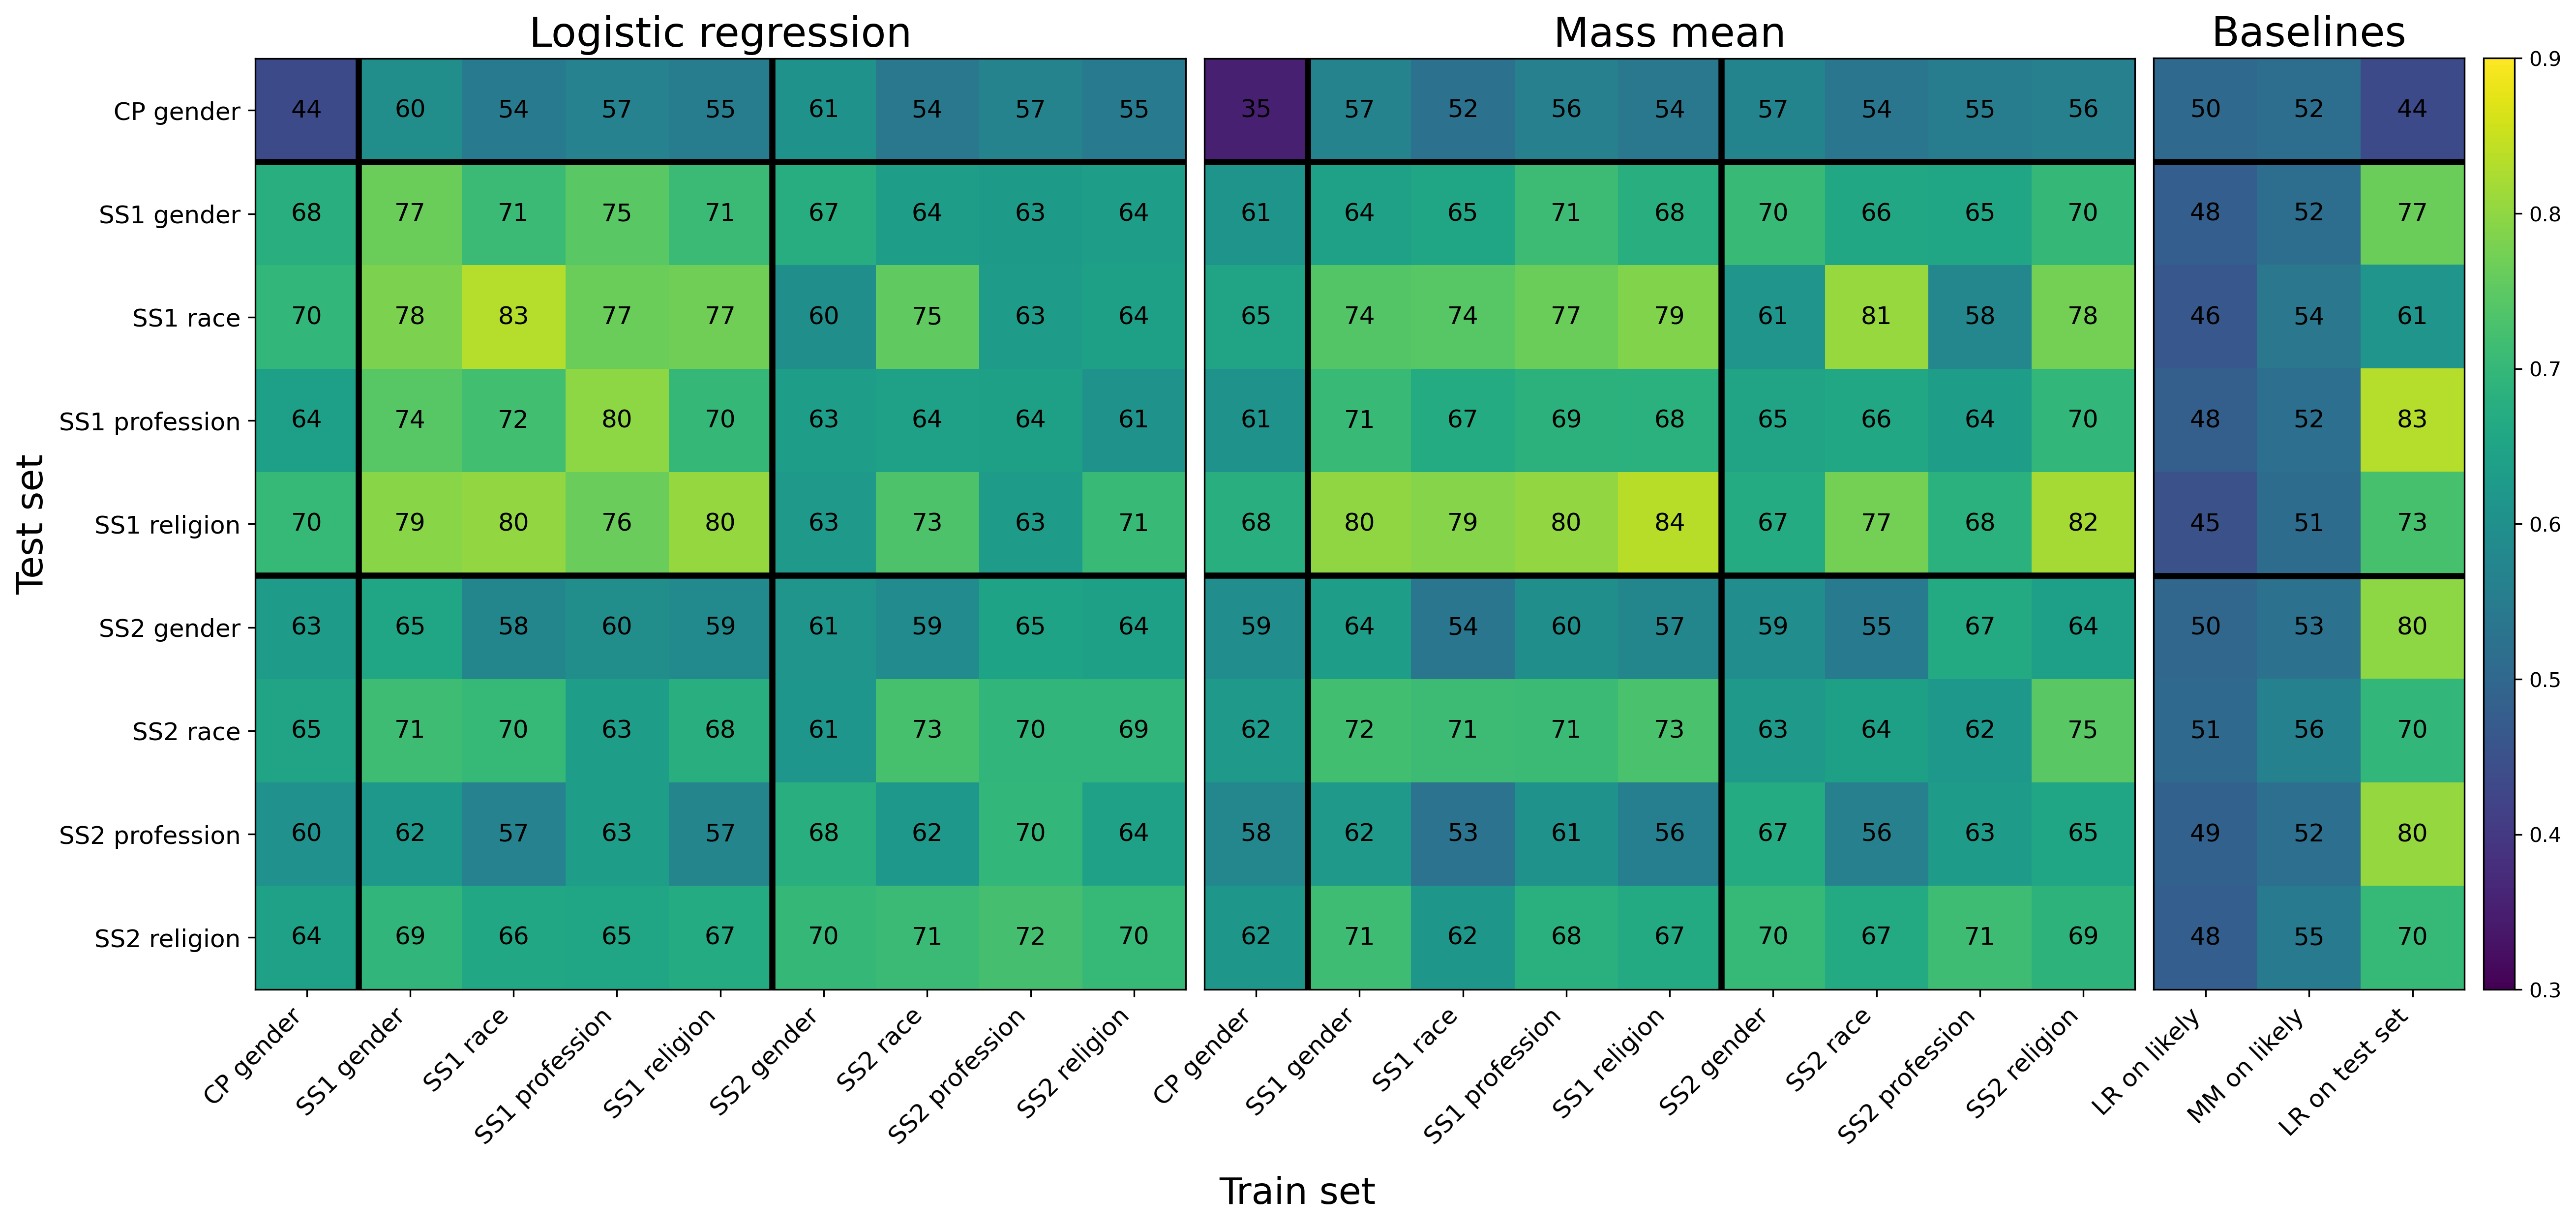 Logistic regression Mass mean Baselines
CP gender 44 60 54 57 55 61 54 57 55 35 57 52 56 54 57 54 55 56 50 52 44 0.9
SS1 gender 68 77 71 75 71 67 64 63 64 61 64 65 71 68 70 66 65 70 48 52 77 0.8
SS1 race 70 78 83 77 77 60 75 63 64 65 74 74 77 79 61 81 58 78 46 54 61 0.7
SS1 profession 64 74 72 80 70 63 64 64 61 61 71 67 69 68 65 66 64 70 48 52 83
SS1 religion 70 79 80 76 80 63 73 63 71 68 80 79 80 84 67 77 68 82 45 51 73 0.6
SS2 gender 63 65 58 60 59 61 59 65 64 59 64 54 60 57 59 55 67 64 50 53 80 0.5
SS2 race 65 71 70 63 68 61 73 70 69 62 72 71 71 73 63 64 62 75 51 56 70
SS2 profession 60 62 57 63 57 68 62 70 64 58 62 53 61 56 67 56 63 65 49 52 80 0.4
SS2 religion 64 69 66 65 67 70 71 72 70 62 71 62 68 67 70 67 71 69 48 55 70 0.3
Test set
CP gender SS1 gender SS1 race SS1 profession SS1 religion SS2 gender SS2 race SS2 profession SS2 religion CP gender SS1 gender SS1 race SS1 profession SS1 religion SS2 gender SS2 race SS2 profession SS2 religion LR on likely MM on likely LR on test set
Train set